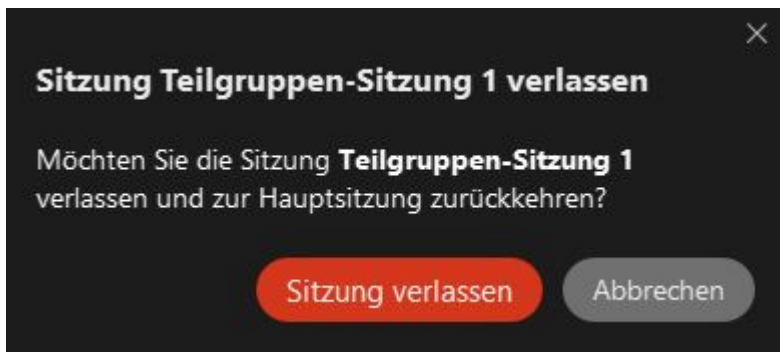 Sitzung Teilgruppen-Sitzung 1 verlassen
Möchten Sie die Sitzung Teilgruppen-Sitzung 1
verlassen und zur Hauptsitzung zurückkehren?
Sitzung verlassen
Abbrechen